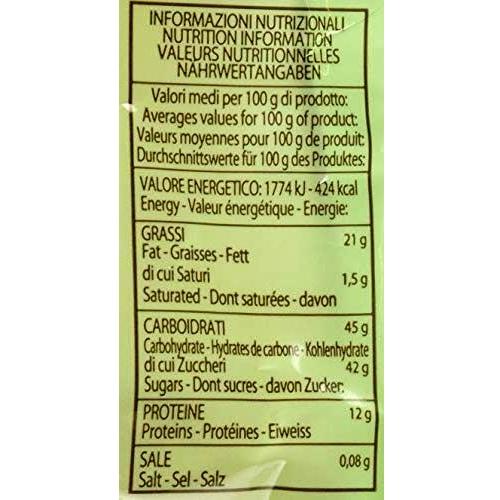 INFORMAZIONI NUTRIZIONALI
NUTRITION INFORMATION
VALEURS NUTRITIONNELLES
NÄHRWERTANGABEN
Valori medi per 100 g di prodotto:
Averages values for 100 g of product:
Valeurs moyennes pour 100 g de produit:
Durchschnittswerte für 100 g des Produktes:
VALORE ENERGETICO: 1774 kJ - 424 kcal
Energy - Valeur énergétique - Energie:
GRASSI 21 g
Fat - Graisses - Fett
di cui Saturi 1,5 g
Saturated - Dont saturées - davon
CARBOIDRATI 45 g
Carbohydrate - Hydrates de carbone - Kohlenhydrate
di cui Zuccheri 42 g
Sugars - Dont sucres - davon Zucker:
PROTEINE 12 g
Proteins - Protéines - Eiweiss
SALE 0,08 g
Salt - Sel - Salz